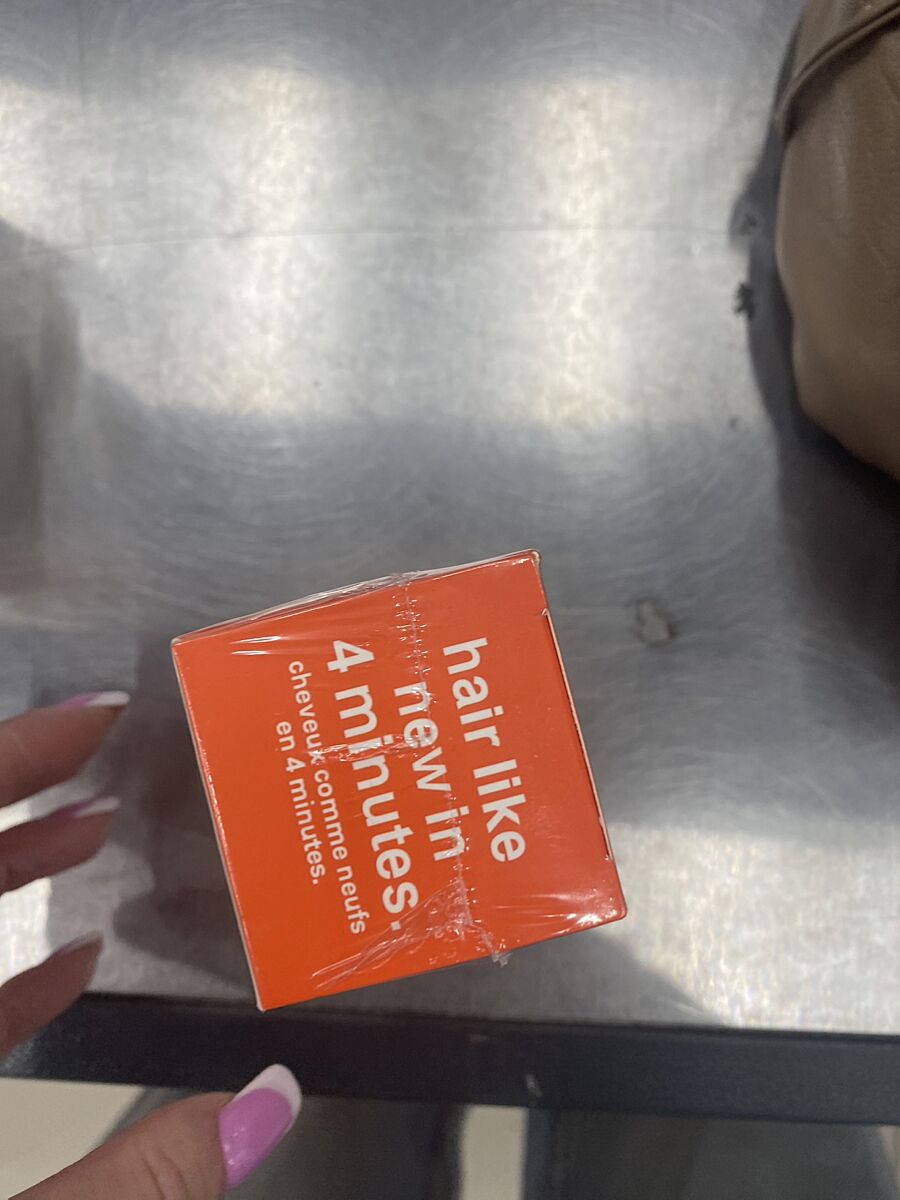 hair like
new in
4 minutes.
cheveux comme neufs
en 4 minutes.